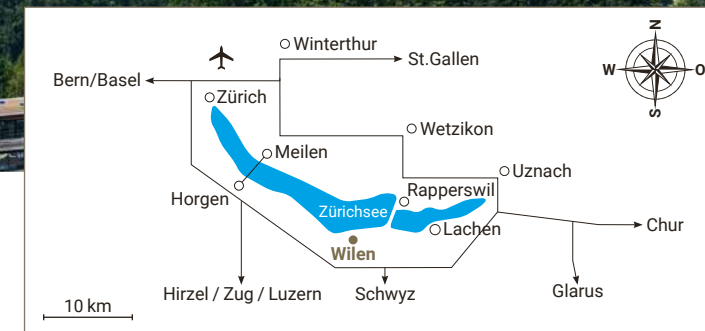 N
Winterthur
St.Gallen
Bern/Basel
W
O
Zürich
S
Wetzikon
Meilen
Uznach
Rapperswil
Horgen
Zürichsee
Chur
Lachen
Wilen
Hirzel / Zug / Luzern
Schwyz
Glarus
10 km